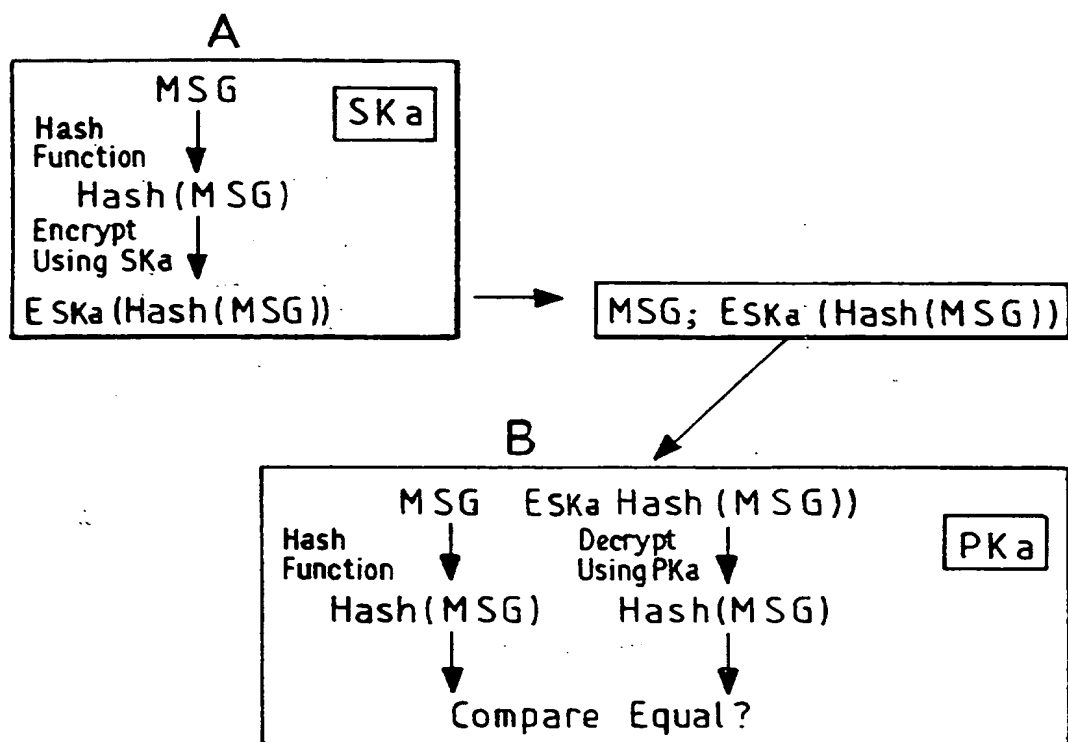 A
MSG
SKa
Hash
Function
Hash(MSG)
Encrypt
Using SKa
ESKa(Hash(MSG))
MSG; ESKa (Hash(MSG))
B
MSG ESKa Hash (MSG))
Hash
Function
Decrypt
Using PKa
PKa
Hash(MSG) Hash(MSG)
Compare Equal?